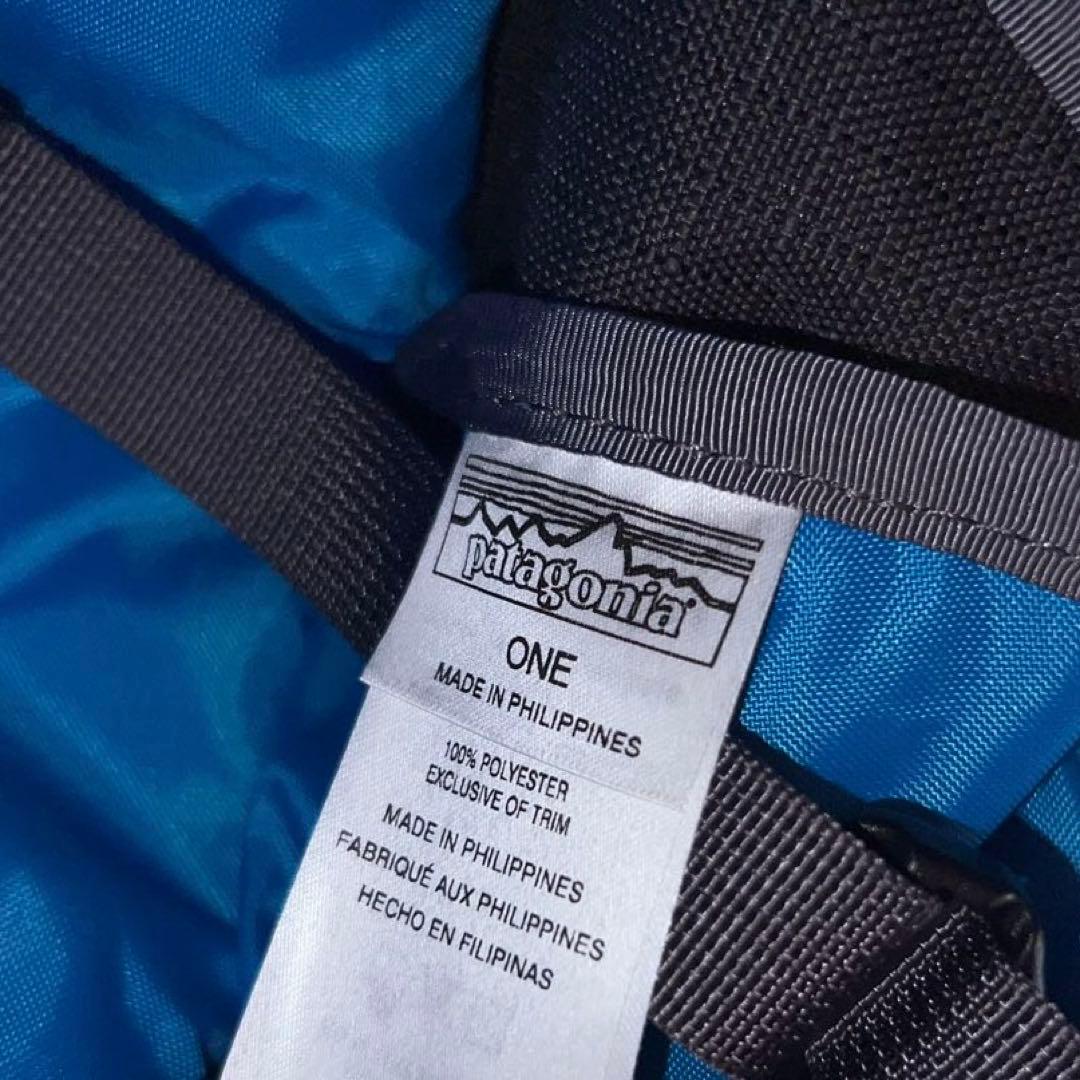 patagonia
ONE
MADE IN PHILIPPINES
100% POLYESTER
EXCLUSIVE OF TRIM
MADE IN PHILIPPINES
FABRIQUÉ AUX PHILIPPINES
HECHO EN FILIPINAS